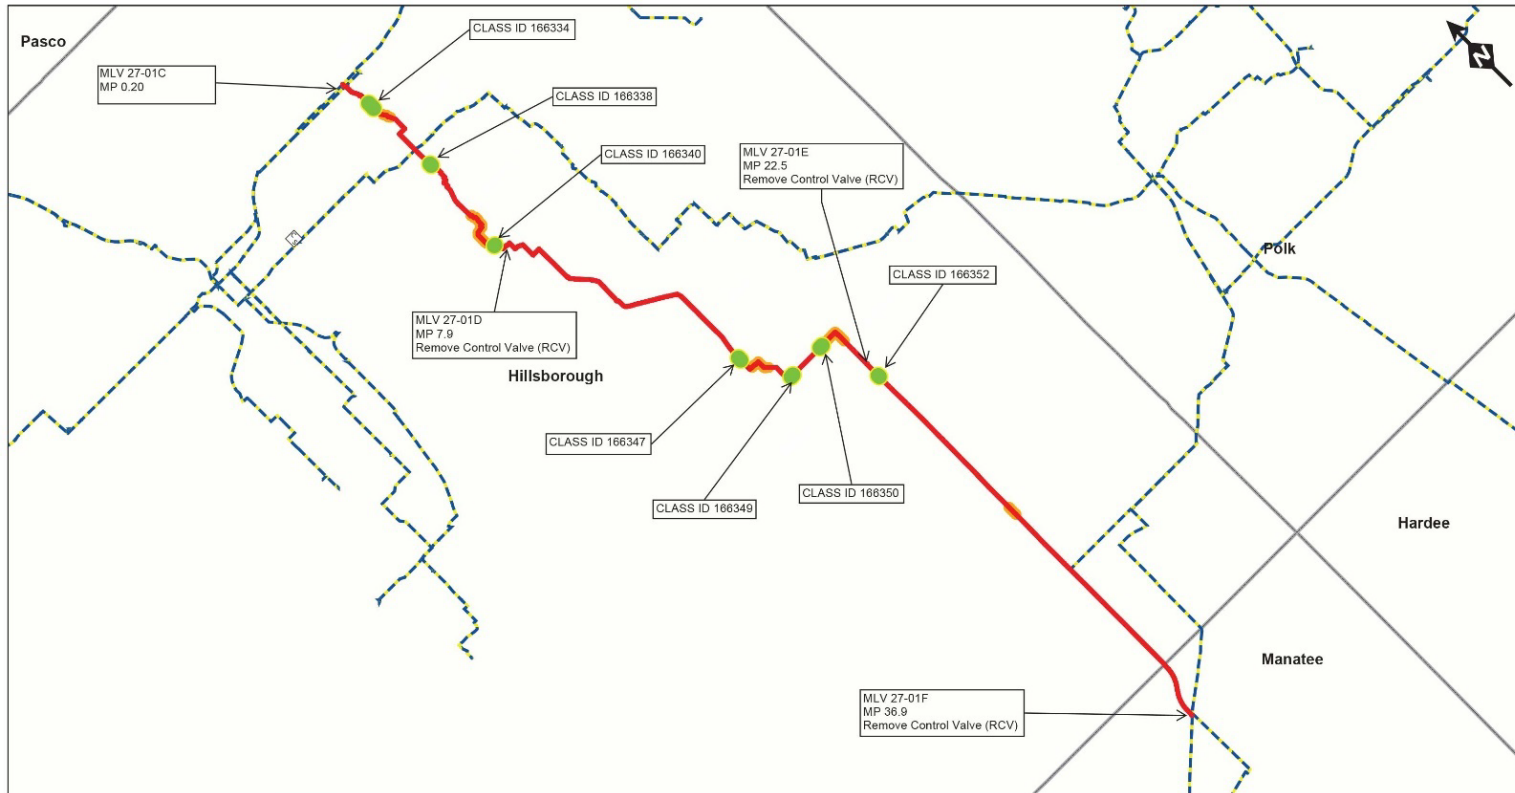 Pasco
CLASS ID 166334
MLV 27-01C
MP 0.20
N
CLASS ID 166338
CLASS ID 166340
MLV 27-01E
MP 22.5
Remove Control Valve (RCV)
Polk
CLASS ID 166352
MLV 27-01D
MP 7.9
Remove Control Valve (RCV)
Hillsborough
CLASS ID 166347
CLASS ID 166350
CLASS ID 166349
Hardee
Manatee
MLV 27-01F
MP 36.9
Remove Control Valve (RCV)